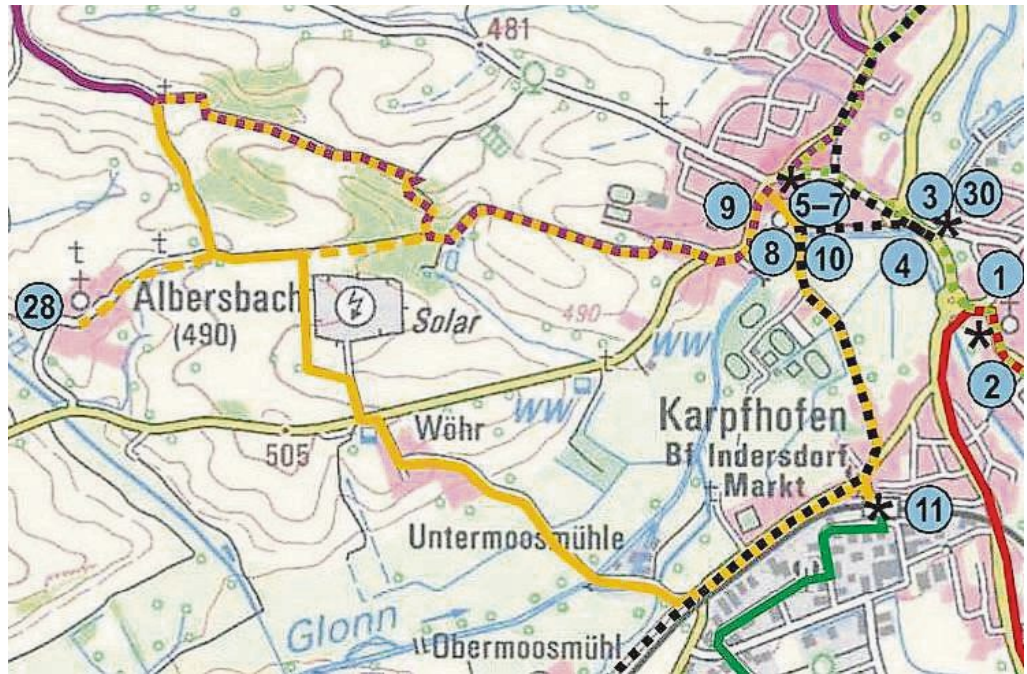 481
9
5–7
3
30
8
10
4
1
28
Albersbach
(490)
Solar
490
WW
2
WW
Karpfhofen
Bf Indersdorf,
Markt
Wöhr
505
11
Untermoosmühle
Glonn
Obermoosmühl